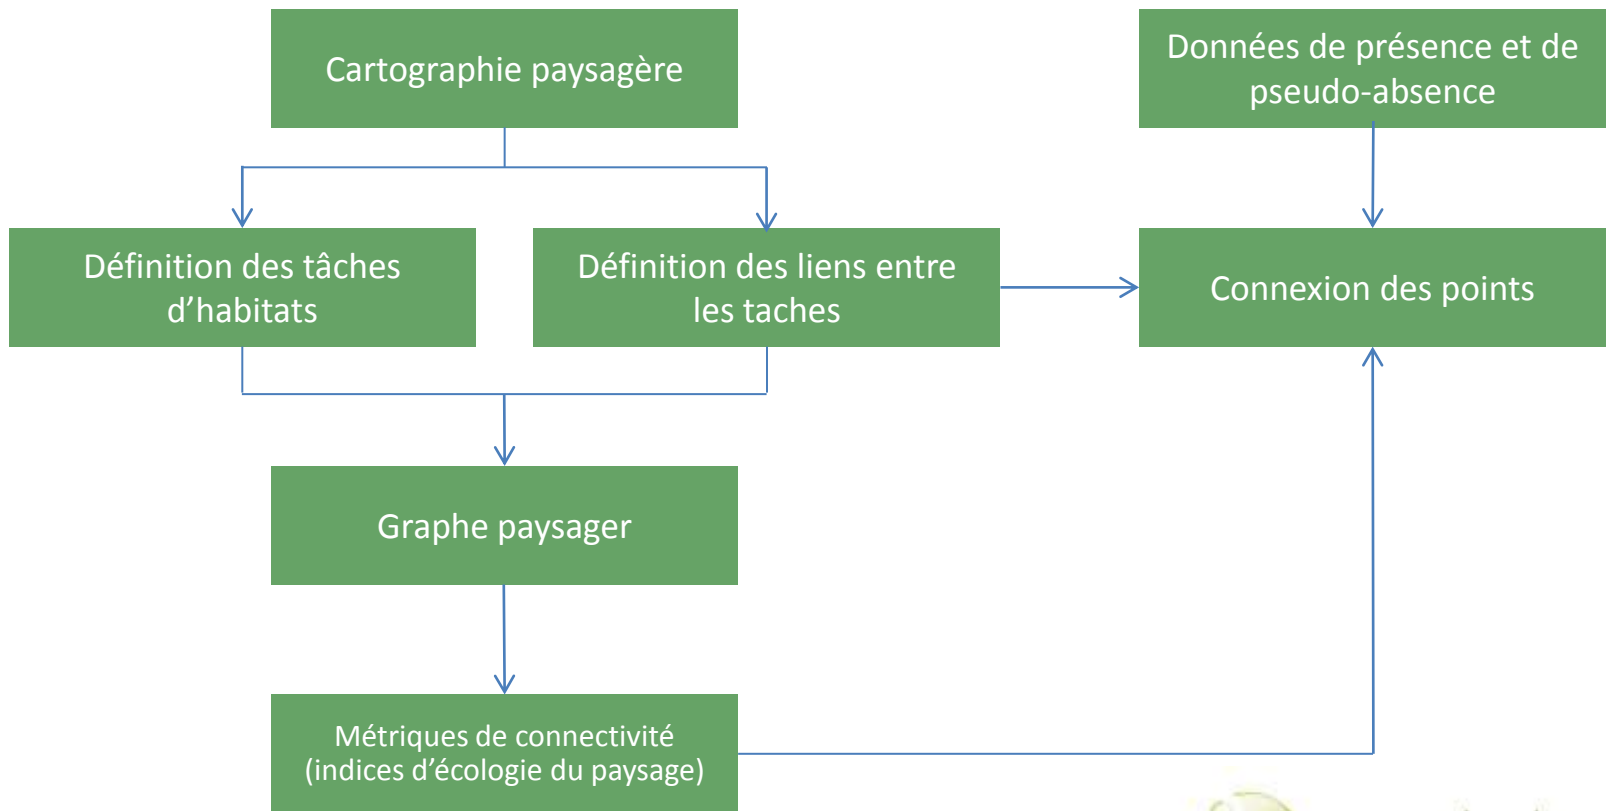 Cartographie paysagère
Données de présence et de
pseudo-absence
Définition des tâches
d’habitats
Définition des liens entre
les taches
Connexion des points
Graphe paysager
Métriques de connectivité
(indices d’écologie du paysage)